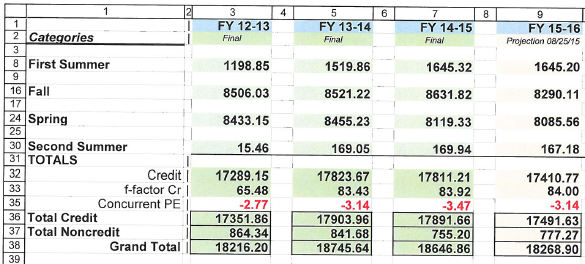 1 2 3 4 5 6 7 8 9
1 FY 12-13 FY 13-14 FY 14-15 FY 15-16
2 Categories Final Final Final Projection 08/25/15
3
8 First Summer 1198.85 1519.86 1645.32 1645.20
9
16 Fall 8506.03 8521.22 8631.82 8290.11
17
24 Spring 8433.15 8455.23 8119.33 8085.56
25
30 Second Summer 15.46 169.05 169.94 167.18
31 TOTALS
32 Credit 17289.15 17823.67 17811.21 17410.77
33 f-factor Cr 65.48 83.43 83.92 84.00
35 Concurrent PE -2.77 -3.14 -3.47 -3.14
36 Total Credit 17351.86 17903.96 17891.66 17491.63
37 Total Noncredit 864.34 841.68 755.20 777.27
38 Grand Total 18216.20 18745.64 18646.86 18268.90
39